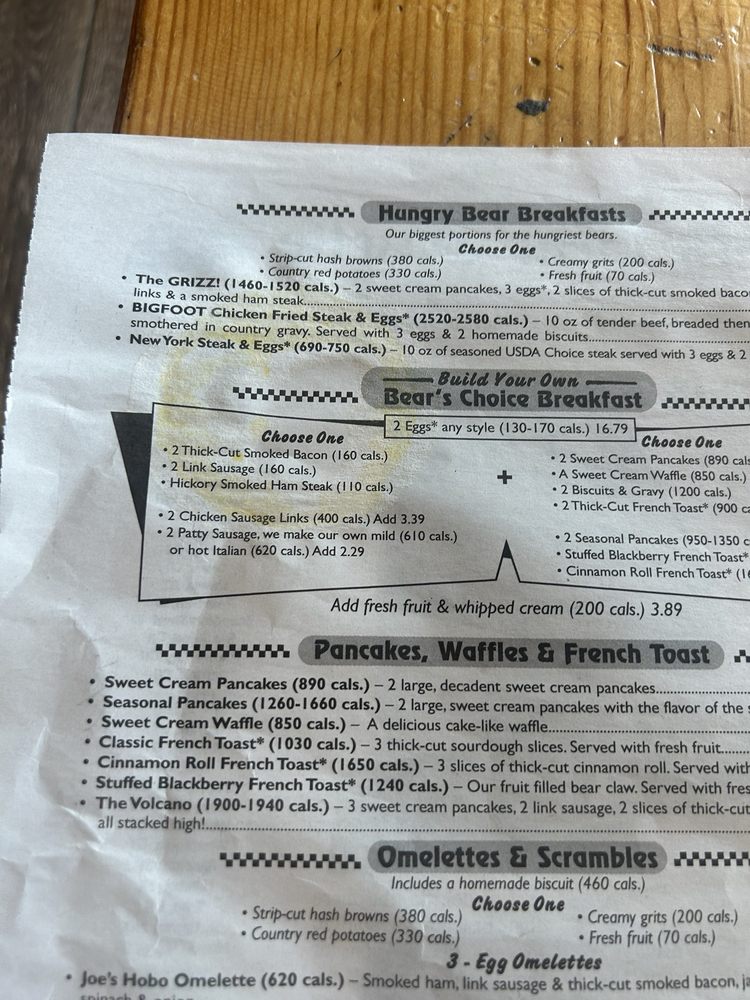 Hungry Bear Breakfasts
Our biggest portions for the hungriest bears.
Choose One
• Strip-cut hash browns (380 cals.)
• Country red potatoes (330 cals.)
• Creamy grits (200 cals.)
• Fresh fruit (70 cals.)
• The GRIZZ! (1460-1520 cals.) – 2 sweet cream pancakes, 3 eggs*, 2 slices of thick-cut smoked
links & a smoked ham steak
• BIGFOOT Chicken Fried Steak & Eggs* (2520-2580 cals.) – 10 oz of tender beef, breaded
smothered in country gravy. Served with 3 eggs & 2 homemade biscuits
• New York Steak & Eggs* (690-750 cals.) – 10 oz of seasoned USDA Choice steak served with 3 eggs & 2
Build Your Own
Bear's Choice Breakfast
2 Eggs* any style (130-170 cals.) 16.79
Choose One
• 2 Thick-Cut Smoked Bacon (160 cals.)
• 2 Link Sausage (160 cals.)
• Hickory Smoked Ham Steak (110 cals.)
• 2 Chicken Sausage Links (400 cals.) Add 3.39
• 2 Patty Sausage, we make our own mild (610 cals.)
or hot Italian (620 cals.) Add 2.29
+
Choose One
• 2 Sweet Cream Pancakes (890 cals
• A Sweet Cream Waffle (850 cals.)
• 2 Biscuits & Gravy (1200 cals.)
• 2 Thick-Cut French Toast* (900 ca
• 2 Seasonal Pancakes (950-1350 c
• Stuffed Blackberry French Toast*
• Cinnamon Roll French Toast* (1
Add fresh fruit & whipped cream (200 cals.) 3.89
Pancakes, Waffles & French Toast
• Sweet Cream Pancakes (890 cals.) – 2 large, decadent sweet cream pancakes
• Seasonal Pancakes (1260-1660 cals.) – 2 large, sweet cream pancakes with the flavor of the
• Sweet Cream Waffle (850 cals.) – A delicious cake-like waffle
• Classic French Toast* (1030 cals.) – 3 thick-cut sourdough slices. Served with fresh fruit
• Cinnamon Roll French Toast* (1650 cals.) – 3 slices of thick-cut cinnamon roll. Served wit
• Stuffed Blackberry French Toast* (1240 cals.) – Our fruit filled bear claw. Served with fres
• The Volcano (1900-1940 cals.) – 3 sweet cream pancakes, 2 link sausage, 2 slices of thick-cut
all stacked high!
Omelettes & Scrambles
Includes a homemade biscuit (460 cals.)
Choose One
• Strip-cut hash browns (380 cals.)
• Country red potatoes (330 cals.)
• Creamy grits (200 cals.)
• Fresh fruit (70 cals.)
3 - Egg Omelettes
• Joe's Hobo Omelette (620 cals.) – Smoked ham, link sausage & thick-cut smoked bacon,